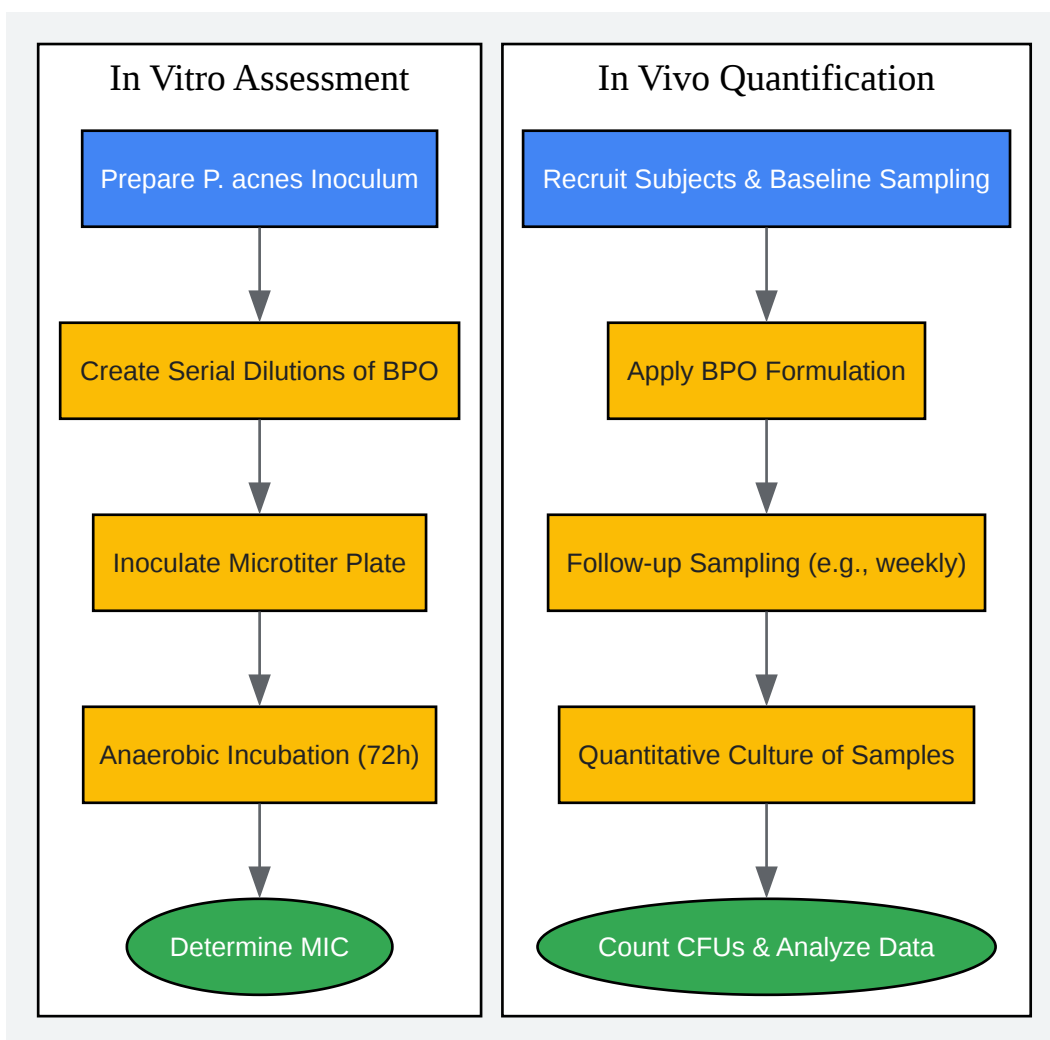 In Vitro Assessment
Prepare P. acnes Inoculum
Create Serial Dilutions of BPO
Inoculate Microtiter Plate
Anaerobic Incubation (72h)
Determine MIC
In Vivo Quantification
Recruit Subjects & Baseline Sampling
Apply BPO Formulation
Follow-up Sampling (e.g., weekly)
Quantitative Culture of Samples
Count CFUs & Analyze Data